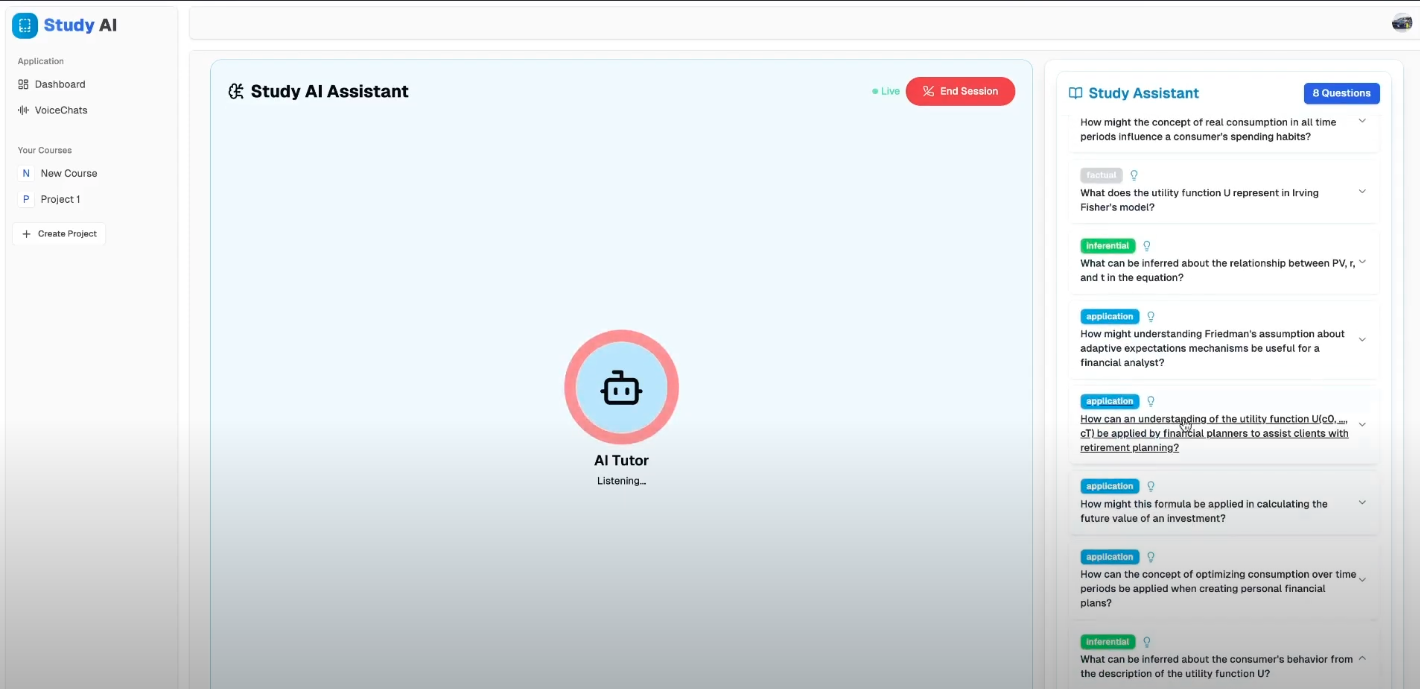 Study AI
Application
Dashboard
VoiceChats
Your Courses
N New Course
P Project 1
+ Create Project
Study AI Assistant
Live
End Session
AI Tutor
Listening...
Study Assistant
8 Questions
How might the concept of real consumption in all time
periods influence a consumer's spending habits?
factual
What does the utility function U represent in Irving
Fisher's model?
inferential
What can be inferred about the relationship between PV, r,
and t in the equation?
application
How might understanding Friedman's assumption about
adaptive expectations mechanisms be useful for a
financial analyst?
application
How can an understanding of the utility function U(c0, ...,
cT) be applied by financial planners to assist clients with
retirement planning?
application
How might this formula be applied in calculating the
future value of an investment?
application
How can the concept of optimizing consumption over time
periods be applied when creating personal financial
plans?
inferential
What can be inferred about the consumer's behavior from
the description of the utility function U?